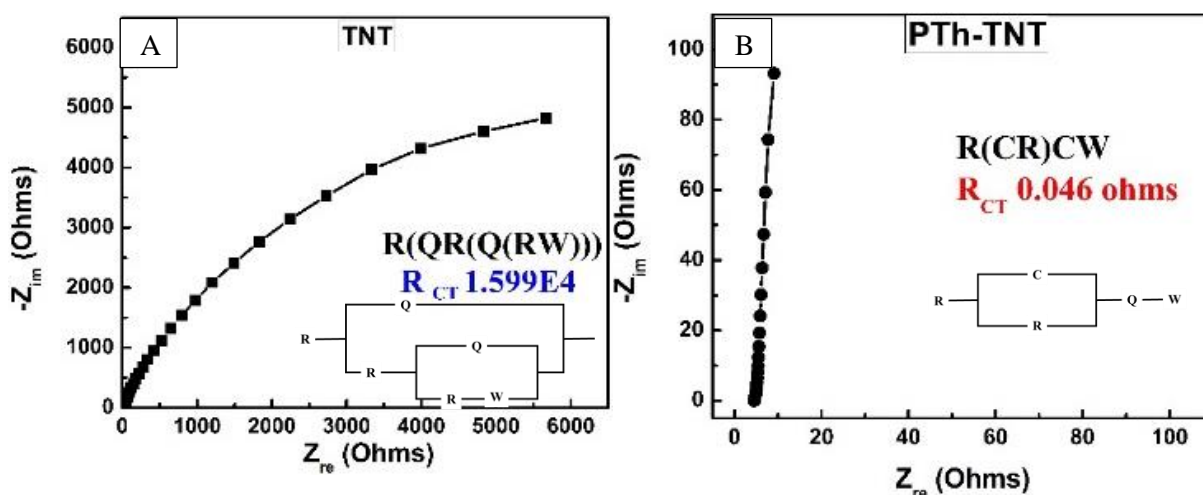 A
TNT
6000
5000
4000
3000
2000
1000
0
-Z_im (Ohms)
R(QR(Q(RW)))
R_CT 1.599E4
Q
R
Q
R
R
W
0 1000 2000 3000 4000 5000 6000
Z_re (Ohms)
B
PTh-TNT
100
80
60
40
20
0
-Z_im (Ohms)
R(CR)CW
R_CT 0.046 ohms
C
R
Q
W
R
0 20 40 60 80 100
Z_re (Ohms)